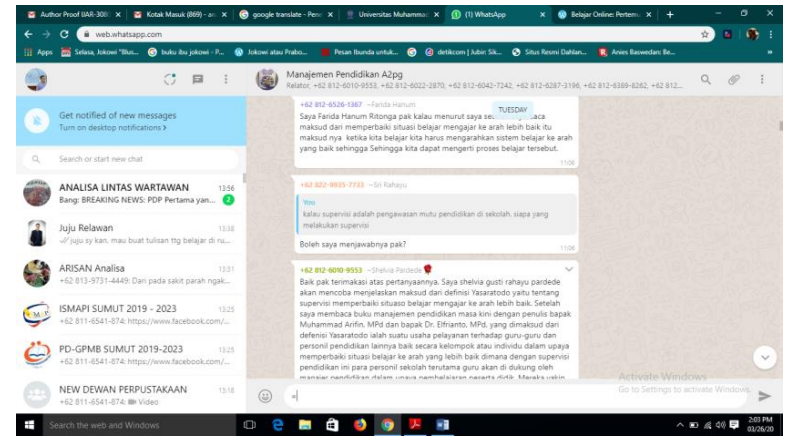 Author Proof IJAR-308
Kotak Masuk (869) - an
google translate - Pene
Universitas Muhammad
(1) WhatsApp
Belajar Online: Pertemu
web.whatsapp.com
Apps
Selasa, Jokowi "Blus...
buku ibu jokowi - P...
Jokowi atau Prabo...
Pesan Ibunda untuk...
detikcom | Jubir: Sik...
Situs Resmi Dahlan...
Anies Baswedan: Be...
Get notified of new messages
Turn on desktop notifications >
Search or start new chat
ANALISA LINTAS WARTAWAN 13:56
Bang: BREAKING NEWS: PDP Pertama yan... 2
Juju Relawan 13:38
juju sy kan. mau buat tulisan ttg belajar di ru...
ARISAN Analisa 13:31
+62 813-9731-4449: Dari pada sakit parah ngak...
ISMAPI SUMUT 2019 - 2023 13:25
+62 811-6541-874: https://www.facebook.com/...
PD-GPMB SUMUT 2019-2023 13:25
+62 811-6541-874: https://www.facebook.com/...
NEW DEWAN PERPUSTAKAAN 13:18
+62 811-6541-874: Video
Manajemen Pendidikan A2pg
Relator, +62 812-6010-9553, +62 812-6022-2870, +62 812-6042-7242, +62 812-6287-3196, +62 812-6389-8262, +62 812...
TUESDAY
+62 812-6526-1367 ~Farida Hanum
Saya Farida Hanum Ritonga pak kalau menurut saya
maksud dari memperbaiki situasi belajar mengajar ke arah lebih baik itu
maksud nya ketika kita belajar kita harus mengarahkan sistem belajar ke arah
yang baik sehingga Sehingga kita dapat mengerti proses belajar tersebut.
11:08
+62 822-9935-7733 ~Sri Rahayu
You
kalau supervisi adalah pengawasan mutu pendidikan di sekolah. siapa yang
melakukan supervisi
Boleh saya menjawabnya pak?
11:08
+62 812-6010-9553 ~Shelvia Pardede
Baik pak terimakasi atas pertanyaannya. Saya shelvia gusti rahayu pardede
akan mencoba menjelaskan maksud dari definisi Yasaratodo yaitu tentang
supervisi memperbaiki situaso belajar mengajar ke arah lebih baik. Setelah
saya membaca buku manajemen pendidikan masa kini dengan penulis bapak
Muhammad Arifin, MPd dan bapak Dr. Elfrianto, MPd. yang dimaksud dari
defenisi Yasaratodo ialah suatu usaha pelayanan terhadap guru-guru dan
personil pendidikan lainnya baik secara kelompok atau individu dalam upaya
memperbaiki situasi belajar ke arah yang lebih baik dimana dengan supervisi
pendidikan ini para personil sekolah terutama guru akan di dukung oleh
manajer pendidikan dalam upaya pembelajaran peserta didik. Mereka yakin
Activate Windows
Go to Settings to activate Windows.
Search the web and Windows
2:03 PM
03/26/20